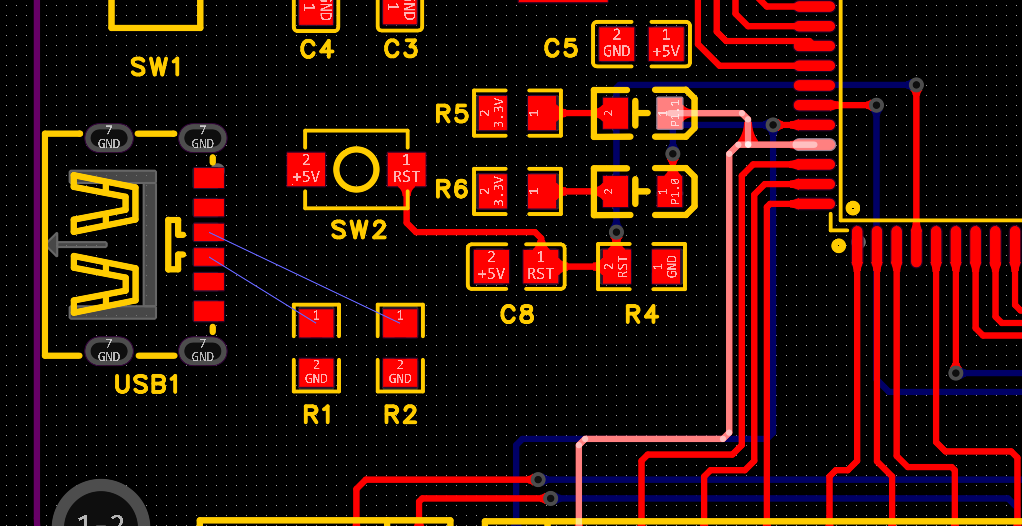 GND
1
GND
1
C4
C3
C5
2
GND
1
+5V
SW1
R5
2
3.3V
1
2
P1.1
7
GND
7
GND
2
+5V
1
RST
SW2
R6
2
3.3V
1
2
P1.0
2
+5V
1
RST
C8
2
RST
1
GND
R4
1
1
7
GND
7
GND
USB1
2
GND
2
GND
R1
R2
1-2